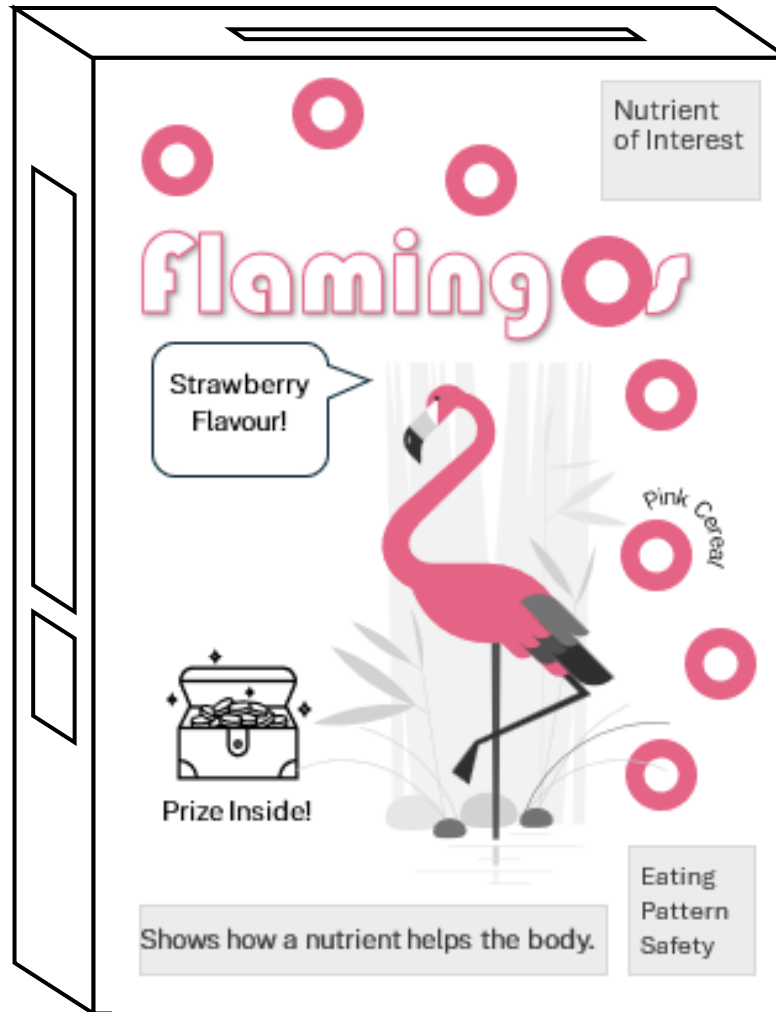 Nutrient
of Interest
FlamingOs
Strawberry
Flavour!
Pink Cereal
Prize Inside!
Shows how a nutrient helps the body.
Eating
Pattern
Safety